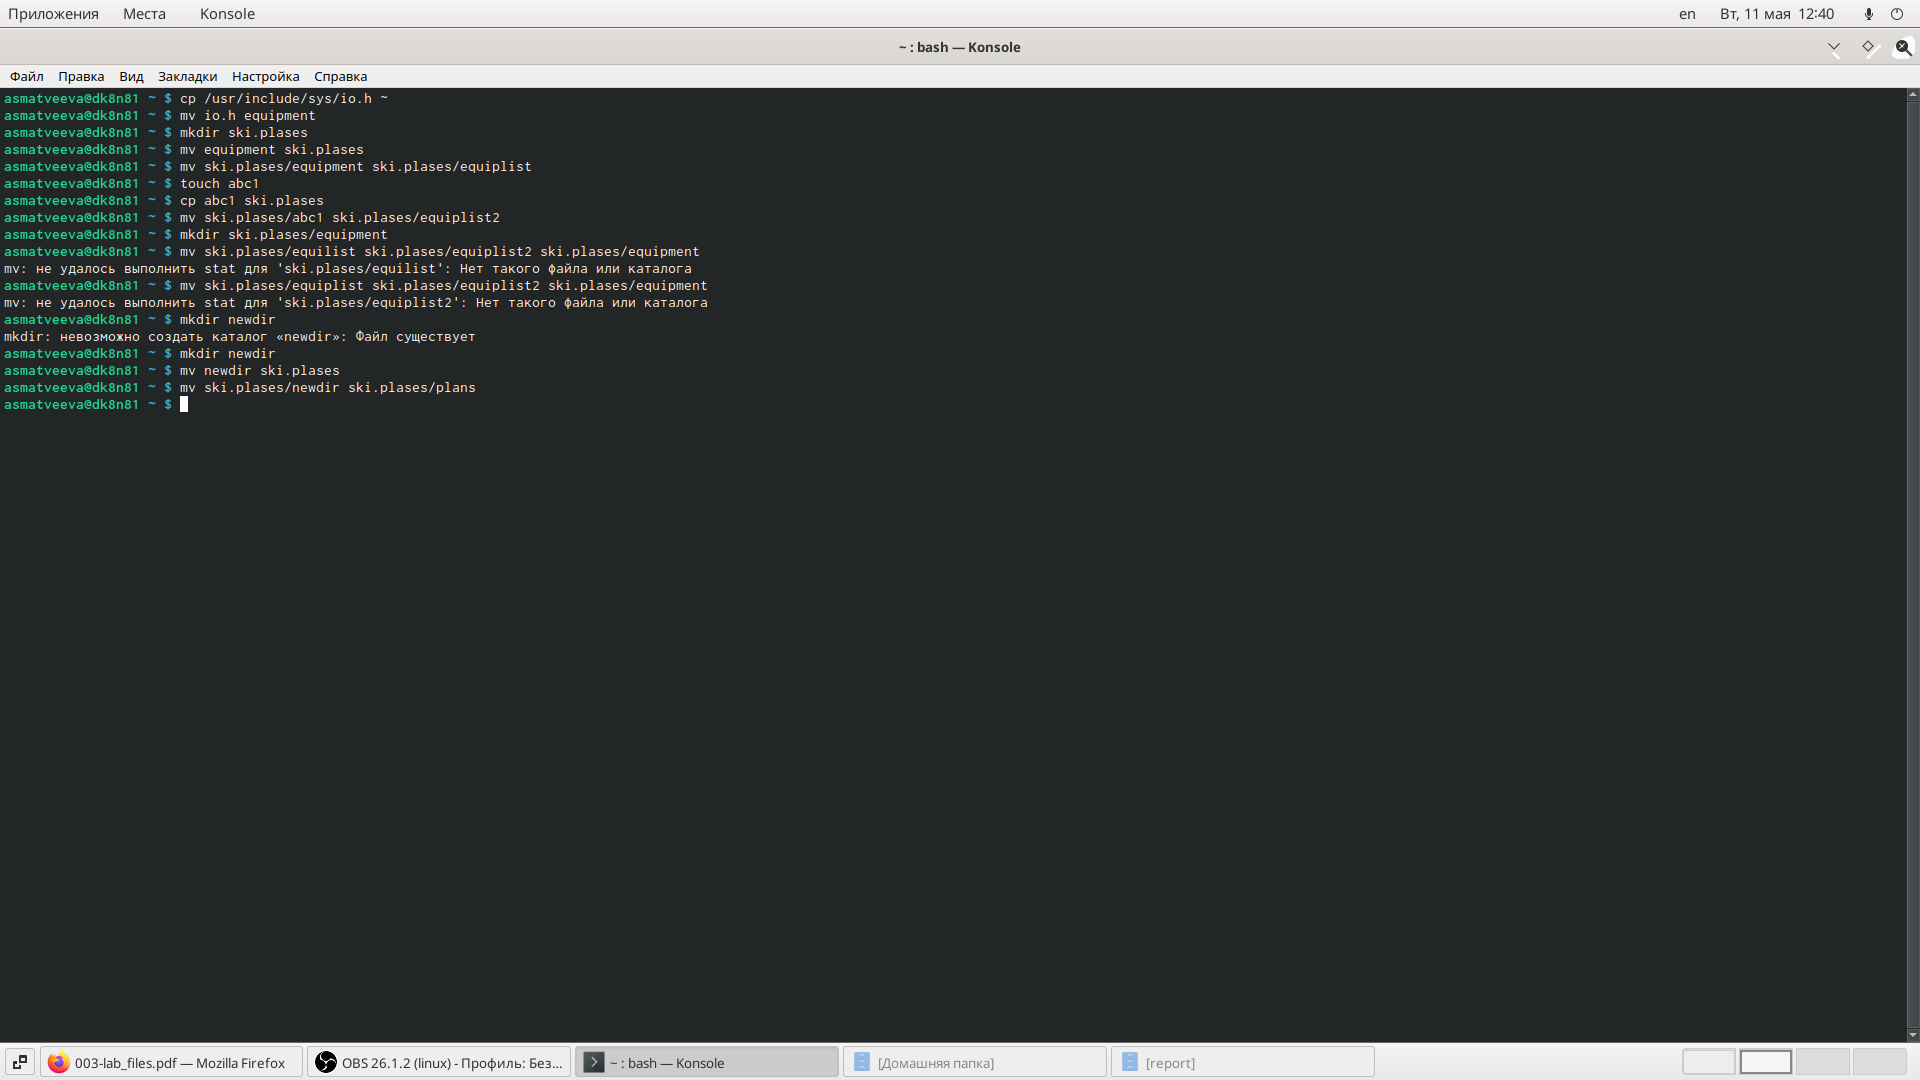 Приложения Места Konsole en Вт, 11 мая 12:40
~ : bash — Konsole
Файл Правка Вид Закладки Настройка Справка
asmatveeva@dk8n81 ~ $ cp /usr/include/sys/io.h ~
asmatveeva@dk8n81 ~ $ mv io.h equipment
asmatveeva@dk8n81 ~ $ mkdir ski.plases
asmatveeva@dk8n81 ~ $ mv equipment ski.plases
asmatveeva@dk8n81 ~ $ mv ski.plases/equipment ski.plases/equiplist
asmatveeva@dk8n81 ~ $ touch abc1
asmatveeva@dk8n81 ~ $ cp abc1 ski.plases
asmatveeva@dk8n81 ~ $ mv ski.plases/abc1 ski.plases/equiplist2
asmatveeva@dk8n81 ~ $ mkdir ski.plases/equipment
asmatveeva@dk8n81 ~ $ mv ski.plases/equilist ski.plases/equiplist2 ski.plases/equipment
mv: не удалось выполнить stat для 'ski.plases/equilist': Нет такого файла или каталога
asmatveeva@dk8n81 ~ $ mv ski.plases/equiplist ski.plases/equiplist2 ski.plases/equipment
mv: не удалось выполнить stat для 'ski.plases/equiplist2': Нет такого файла или каталога
asmatveeva@dk8n81 ~ $ mkdir newdir
mkdir: невозможно создать каталог «newdir»: Файл существует
asmatveeva@dk8n81 ~ $ mkdir newdir
asmatveeva@dk8n81 ~ $ mv newdir ski.plases
asmatveeva@dk8n81 ~ $ mv ski.plases/newdir ski.plases/plans
asmatveeva@dk8n81 ~ $
003-lab_files.pdf — Mozilla Firefox OBS 26.1.2 (linux) - Профиль: Без... ~ : bash — Konsole [Домашняя папка] [report]